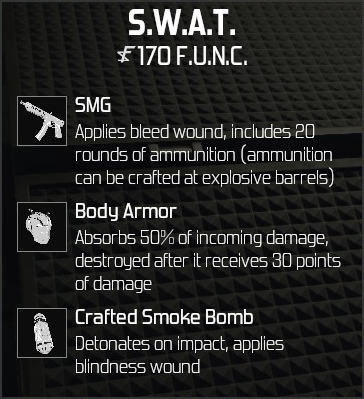 S.W.A.T.
170 F.U.N.C.
SMG
Applies bleed wound, includes 20
rounds of ammunition (ammunition
can be crafted at explosive barrels)
Body Armor
Absorbs 50% of incoming damage,
destroyed after it receives 30 points
of damage
Crafted Smoke Bomb
Detonates on impact, applies
blindness wound